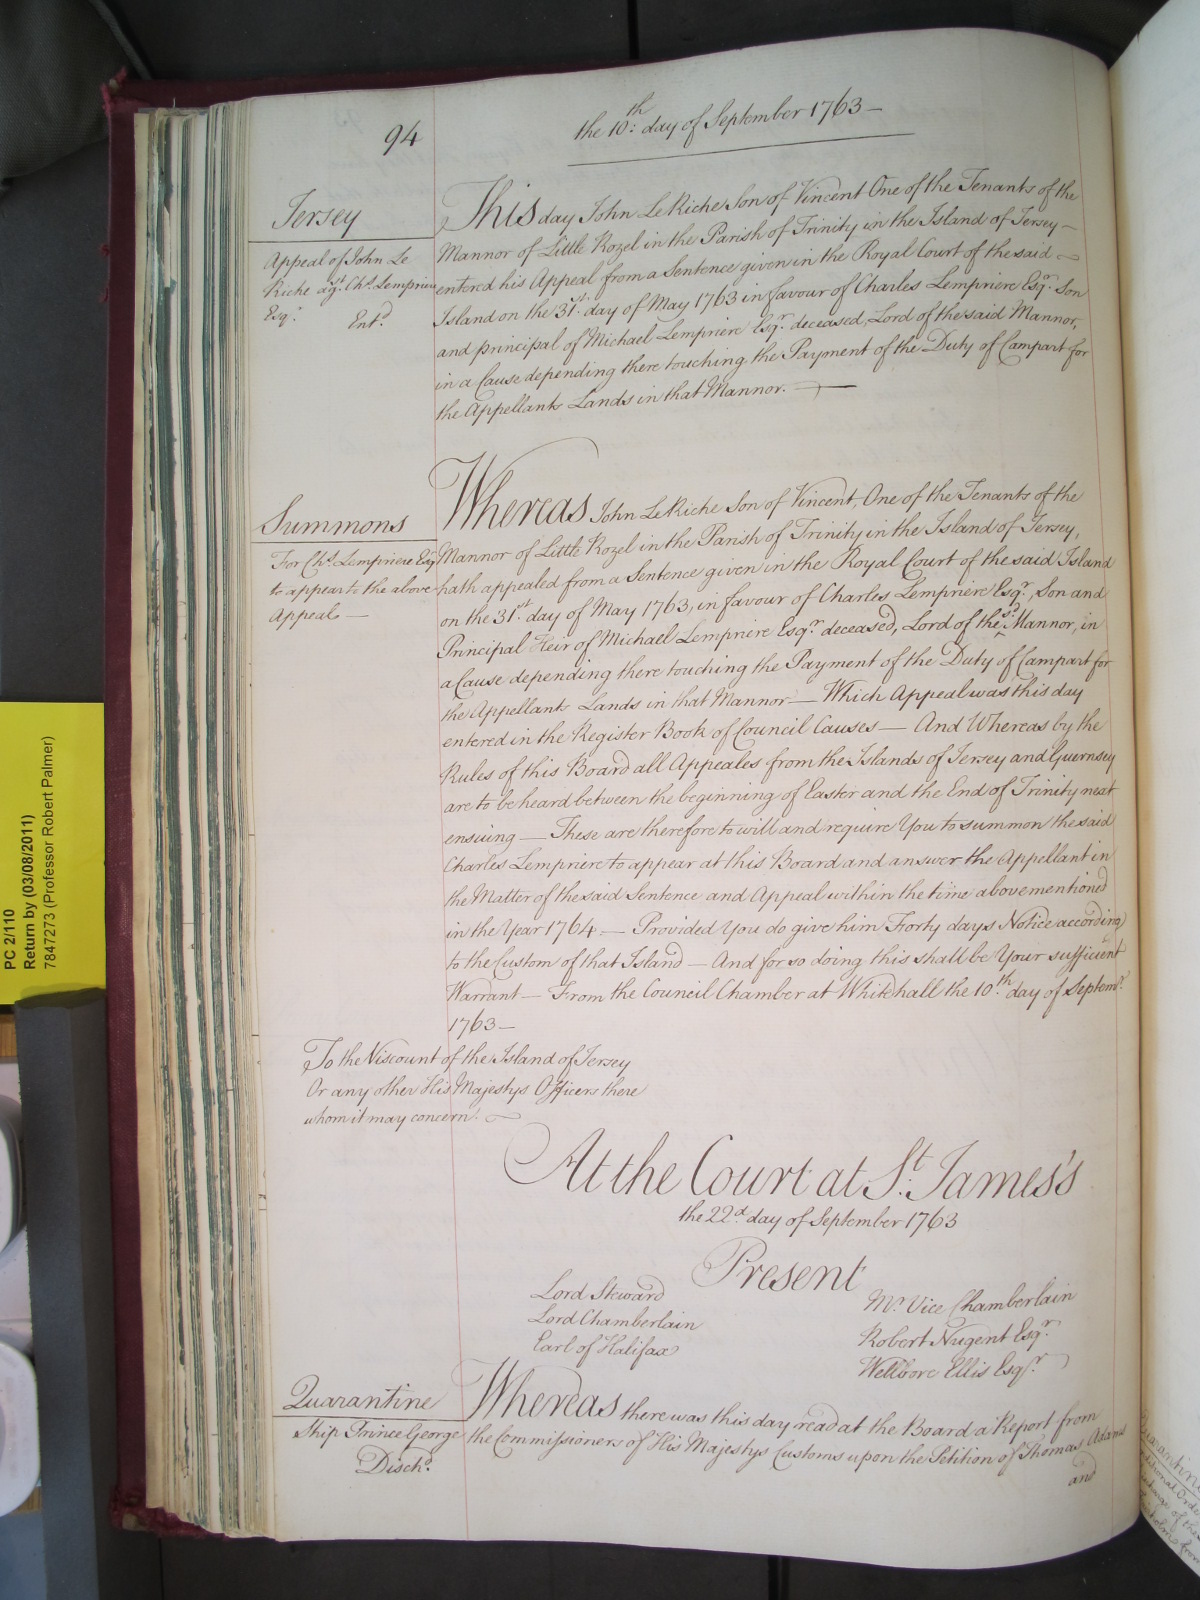 94
the 10th: day of September 1763 —
Jersey
Appeal of John Le
Riche agst. Chs. Lempriere
Esqr. Entd.
This day John Le Riche Son of Vincent One of the Tenants of the
Mannor of Little Rozel in the Parish of Trinity in the Island of Jersey —
entered his Appeal from a Sentence given in the Royal Court of the said
Island on the 31st. day of May 1763 in favour of Charles Lempriere Esqr. Son
and principal of Michael Lempriere Esqr. deceased, Lord of the said Mannor,
in a Cause depending there touching the Payment of the Duty of Campart for
the Appellants Lands in that Mannor. —
Summons
For Chs. Lempriere Esq
to appear to the above
Appeal —
Whereas John Le Riche Son of Vincent, One of the Tenants of the
Mannor of Little Rozel in the Parish of Trinity in the Island of Jersey,
hath appealed from a Sentence given in the Royal Court of the said Island
on the 31st day of May 1763, in favour of Charles Lempriere Esqr., Son and
Principal Heir of Michael Lempriere Esqr. deceased, Lord of the sd. Mannor, in
a Cause depending there touching the Payment of the Duty of Campart for
the Appellants Lands in that Mannor — Which Appeal was this day
entered in the Register Book of Council Causes — And Whereas by the
Rules of this Board all Appeales from the Islands of Jersey and Guernsey
are to be heard between the beginning of Easter and the End of Trinity next
ensuing — These are therefore to will and require You to summon the said
Charles Lempriere to appear at this Board and answer the Appellant in
the Matter of the said Sentence and Appeal within the time abovementioned
in the Year 1764 — Provided You do give him Forty days Notice according
to the Custom of that Island — And for so doing this shall be Your sufficient
Warrant — From the Council Chamber at Whitehall the 10th. day of Septemr.
1763 —
To the Viscount of the Island of Jersey
Or any other His Majestys Officers there
whom it may concern.
At the Court at St. James's
the 22d. day of September 1763
Present
Lord Steward
Lord Chamberlain
Earl of Halifax
Mr. Vice Chamberlain
Robert Nugent Esqr.
Wellbore Ellis Esqr.
Quarantine
Ship Prince George
Dischd.
Whereas there was this day read at the Board a Report from
the Commissioners of His Majestys Customs upon the Petition of Thomas Adams
and
PC 2/110
Return by (03/08/2011)
7847273 (Professor Robert Palmer)